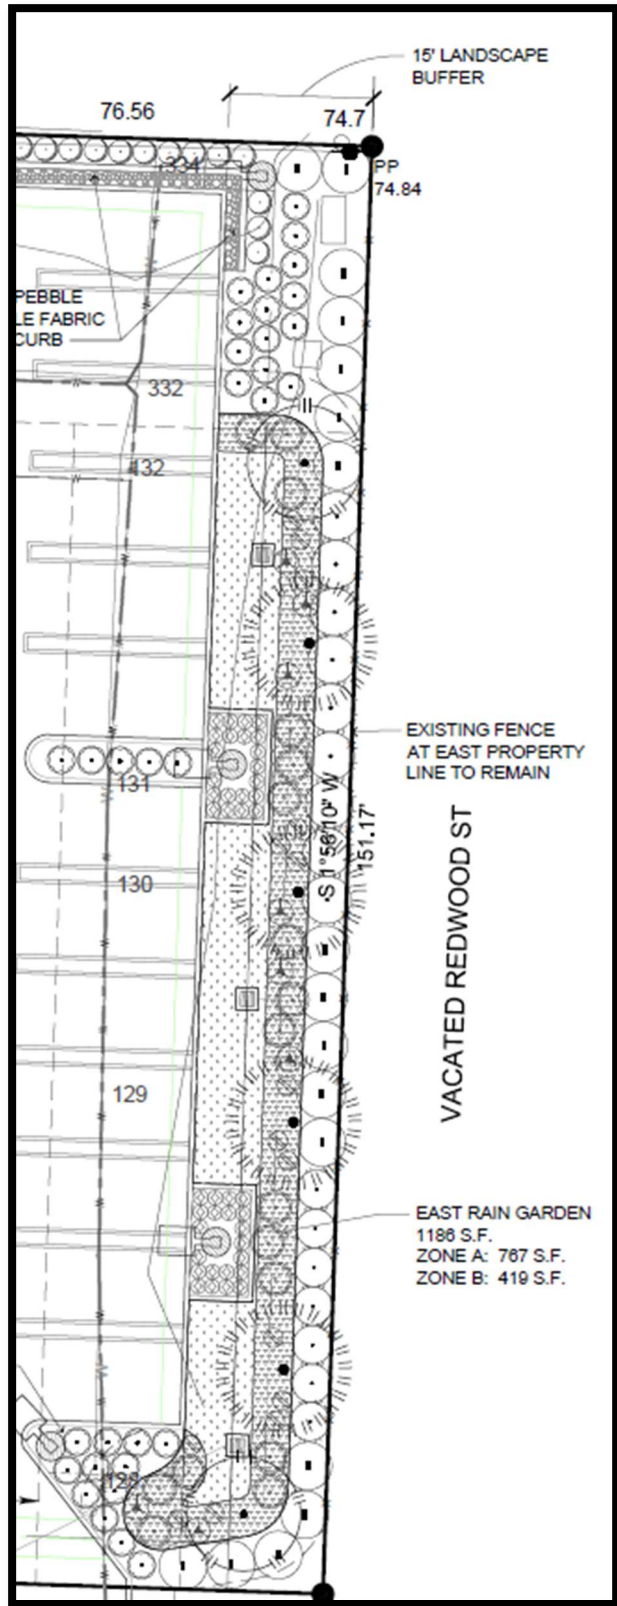 15' LANDSCAPE
BUFFER
76.56
74.7
334
PP
74.84
PEBBLE
LE FABRIC
CURB
332
432
EXISTING FENCE
AT EAST PROPERTY
LINE TO REMAIN
131
S 1°56'10" W
151.17'
130
VACATED REDWOOD ST
129
EAST RAIN GARDEN
1186 S.F.
ZONE A: 767 S.F.
ZONE B: 419 S.F.
128